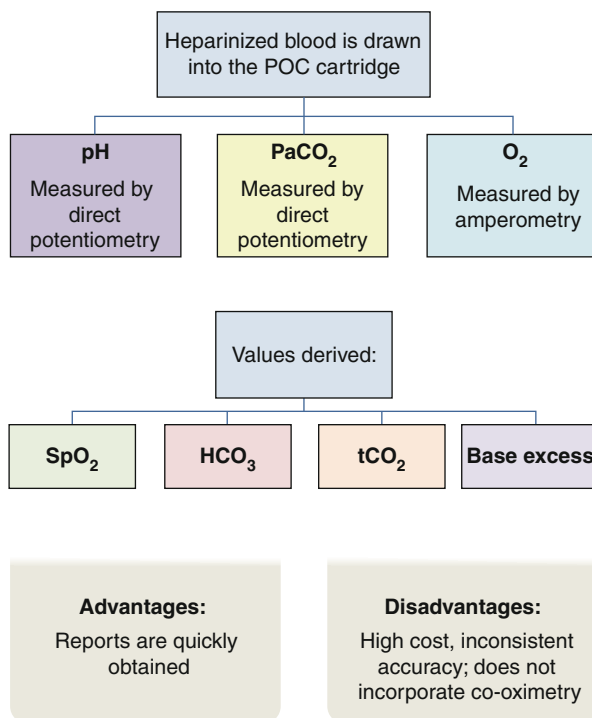 Heparinized blood is drawn
into the POC cartridge
pH
Measured by
direct
potentiometry
PaCO₂
Measured by
direct
potentiometry
O₂
Measured by
amperometry
Values derived:
SpO₂
HCO₃
tCO₂
Base excess
Advantages:
Reports are quickly
obtained
Disadvantages:
High cost, inconsistent
accuracy; does not
incorporate co-oximetry